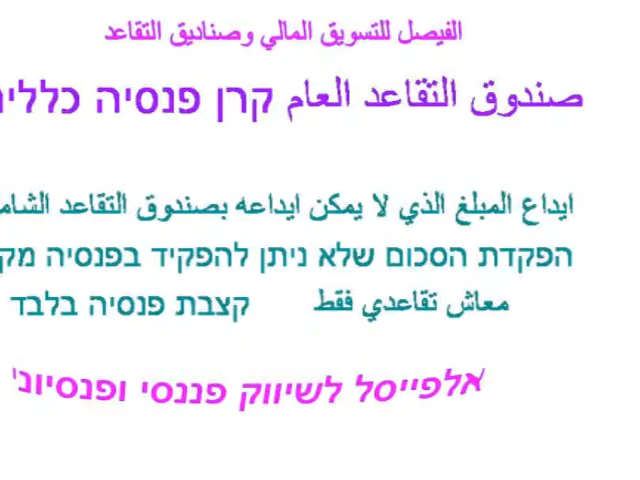 الفيصل للتسويق المالي وصناديق التقاعد
صندوق التقاعد العام קרן פנסיה כללי
ايداع المبلغ الذي لا يمكن ايداعه بصندوق التقاعد الشام
הפקדת הסכום שלא ניתן להפקיד בפנסיה מק
معاش تقاعدي فقط קצבת פנסיה בלבד
אלפייסל לשיווק פננסי ופנסיוני